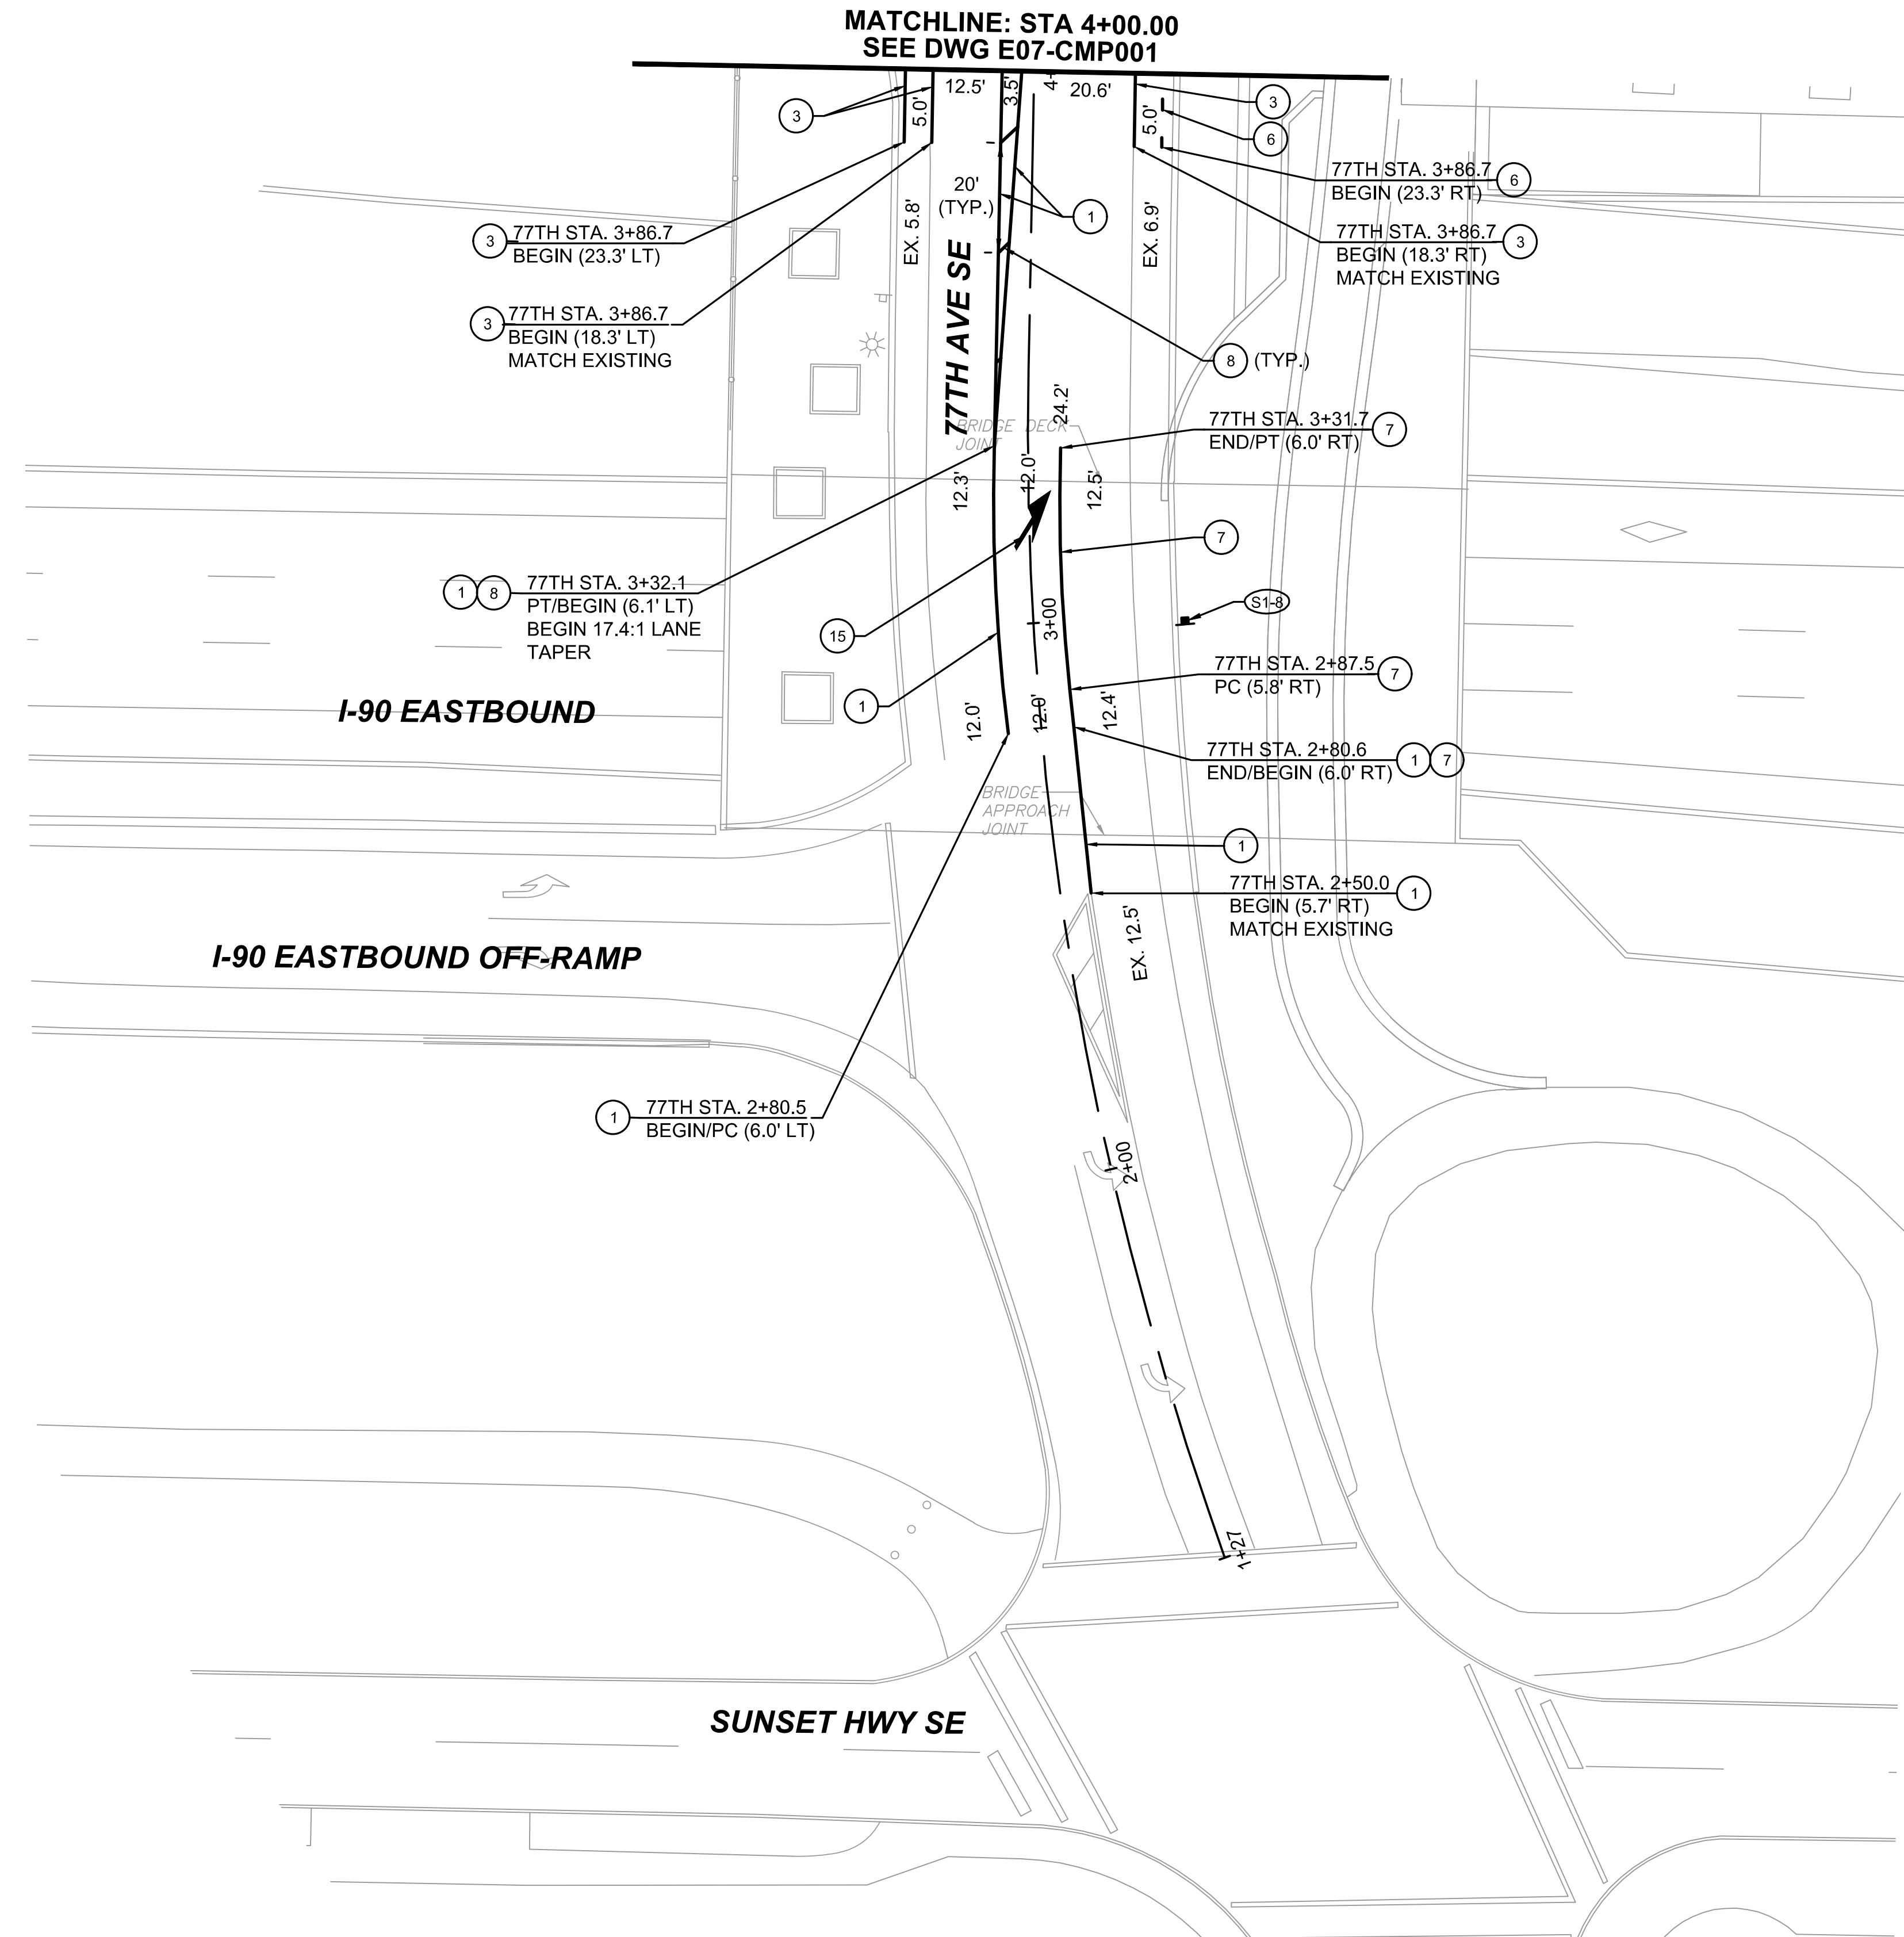 MATCHLINE: STA 4+00.00
SEE DWG E07-CMP001
12.5'
3.5'
4+
20.6'
3
5.0'
5.0'
3
6
77TH STA. 3+86.7
BEGIN (23.3' RT)
6
20'
(TYP.)
1
EX. 5.8'
EX. 6.9'
3
77TH STA. 3+86.7
BEGIN (23.3' LT)
77TH STA. 3+86.7
BEGIN (18.3' RT)
MATCH EXISTING
3
77TH AVE SE
3
77TH STA. 3+86.7
BEGIN (18.3' LT)
MATCH EXISTING
8
(TYP.)
24.2'
BRIDGE DECK
JOINT
77TH STA. 3+31.7
END/PT (6.0' RT)
7
12.3'
12.0'
12.5'
7
1
8
77TH STA. 3+32.1
PT/BEGIN (6.1' LT)
BEGIN 17.4:1 LANE
TAPER
S1-8
15
3+00
77TH STA. 2+87.5
PC (5.8' RT)
7
1
I-90 EASTBOUND
12.0'
12.0'
12.4'
77TH STA. 2+80.6
END/BEGIN (6.0' RT)
1
7
BRIDGE
APPROACH
JOINT
1
77TH STA. 2+50.0
BEGIN (5.7' RT)
MATCH EXISTING
1
EX. 12.5'
I-90 EASTBOUND OFF-RAMP
1
77TH STA. 2+80.5
BEGIN/PC (6.0' LT)
2+00
1+27
SUNSET HWY SE